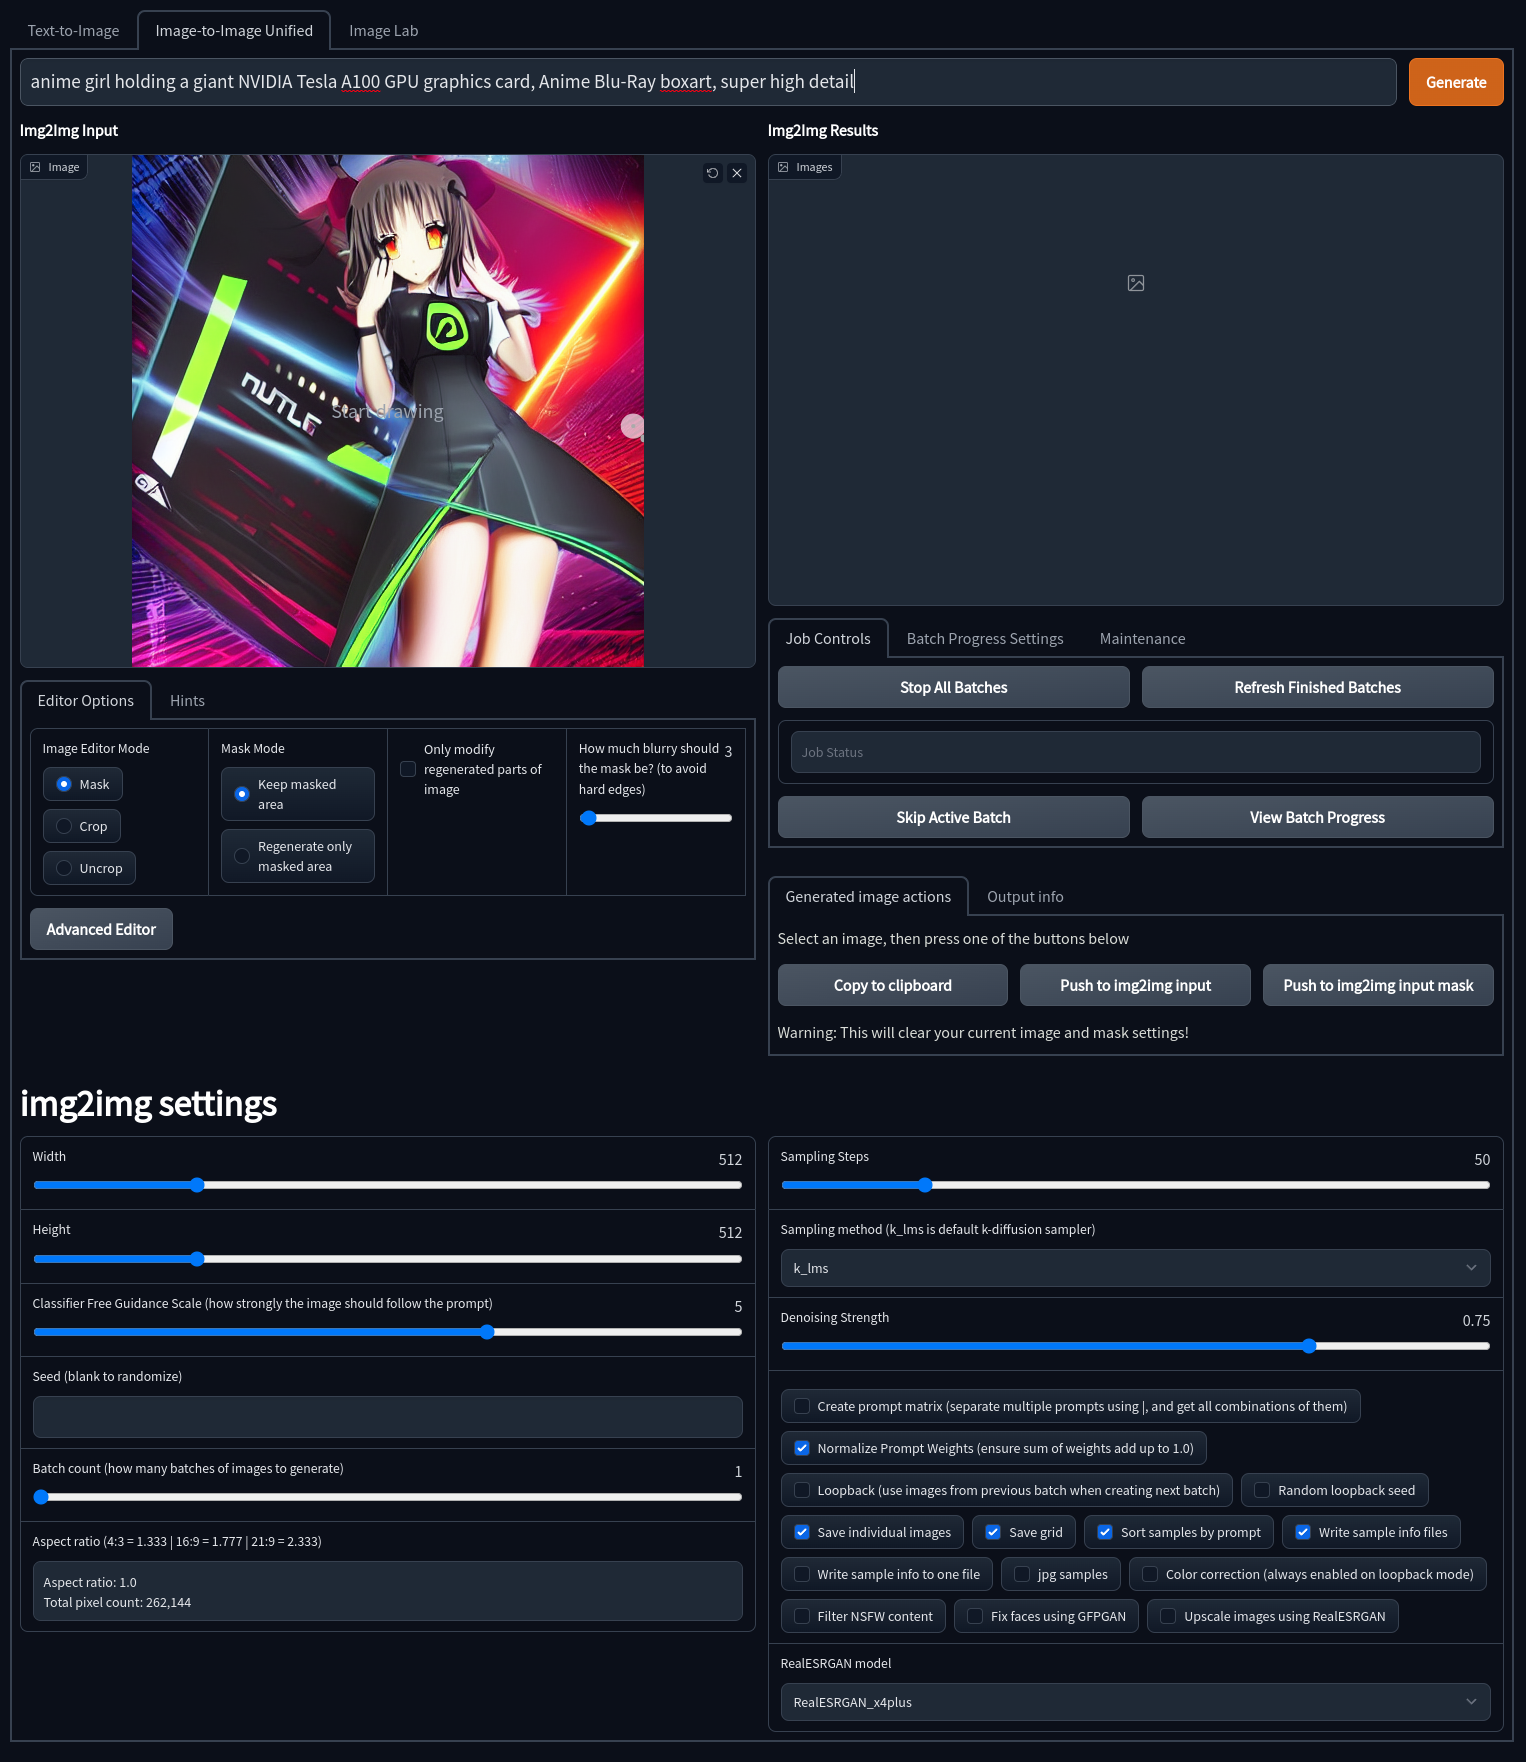 Text-to-Image
Image-to-Image Unified
Image Lab
anime girl holding a giant NVIDIA Tesla A100 GPU graphics card, Anime Blu-Ray boxart, super high detail
Generate
Img2Img Input
Img2Img Results
Image
Images
Start drawing
Editor Options
Hints
Image Editor Mode
Mask
Crop
Uncrop
Mask Mode
Keep masked
area
Regenerate only
masked area
Only modify
regenerated parts of
image
How much blurry should
the mask be? (to avoid
hard edges)
3
Advanced Editor
Job Controls
Batch Progress Settings
Maintenance
Stop All Batches
Refresh Finished Batches
Job Status
Skip Active Batch
View Batch Progress
Generated image actions
Output info
Select an image, then press one of the buttons below
Copy to clipboard
Push to img2img input
Push to img2img input mask
Warning: This will clear your current image and mask settings!
img2img settings
Width
512
Height
512
Classifier Free Guidance Scale (how strongly the image should follow the prompt)
5
Seed (blank to randomize)
Batch count (how many batches of images to generate)
1
Aspect ratio (4:3 = 1.333 | 16:9 = 1.777 | 21:9 = 2.333)
Aspect ratio: 1.0
Total pixel count: 262,144
Sampling Steps
50
Sampling method (k_lms is default k-diffusion sampler)
k_lms
Denoising Strength
0.75
Create prompt matrix (separate multiple prompts using |, and get all combinations of them)
Normalize Prompt Weights (ensure sum of weights add up to 1.0)
Loopback (use images from previous batch when creating next batch)
Random loopback seed
Save individual images
Save grid
Sort samples by prompt
Write sample info files
Write sample info to one file
jpg samples
Color correction (always enabled on loopback mode)
Filter NSFW content
Fix faces using GFPGAN
Upscale images using RealESRGAN
RealESRGAN model
RealESRGAN_x4plus